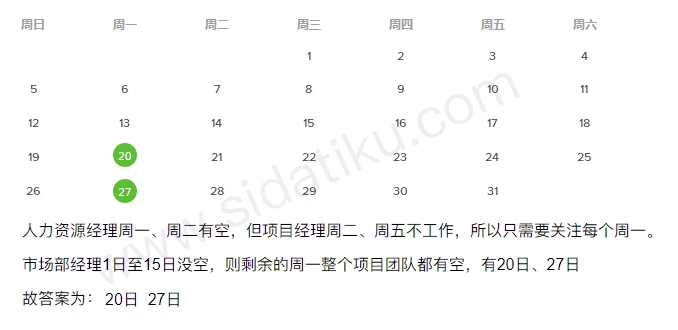 周日 周一 周二 周三 周四 周五 周六
1 2 3 4
5 6 7 8 9 10 11
12 13 14 15 16 17 18
19 20 21 22 23 24 25
26 27 28 29 30 31
人力资源经理周一、周二有空，但项目经理周二、周五不工作，所以只需要关注每个周一。
市场部经理1日至15日没空，则剩余的周一整个项目团队都有空，有20日、27日
故答案为： 20日 27日
www.sidatiku.com